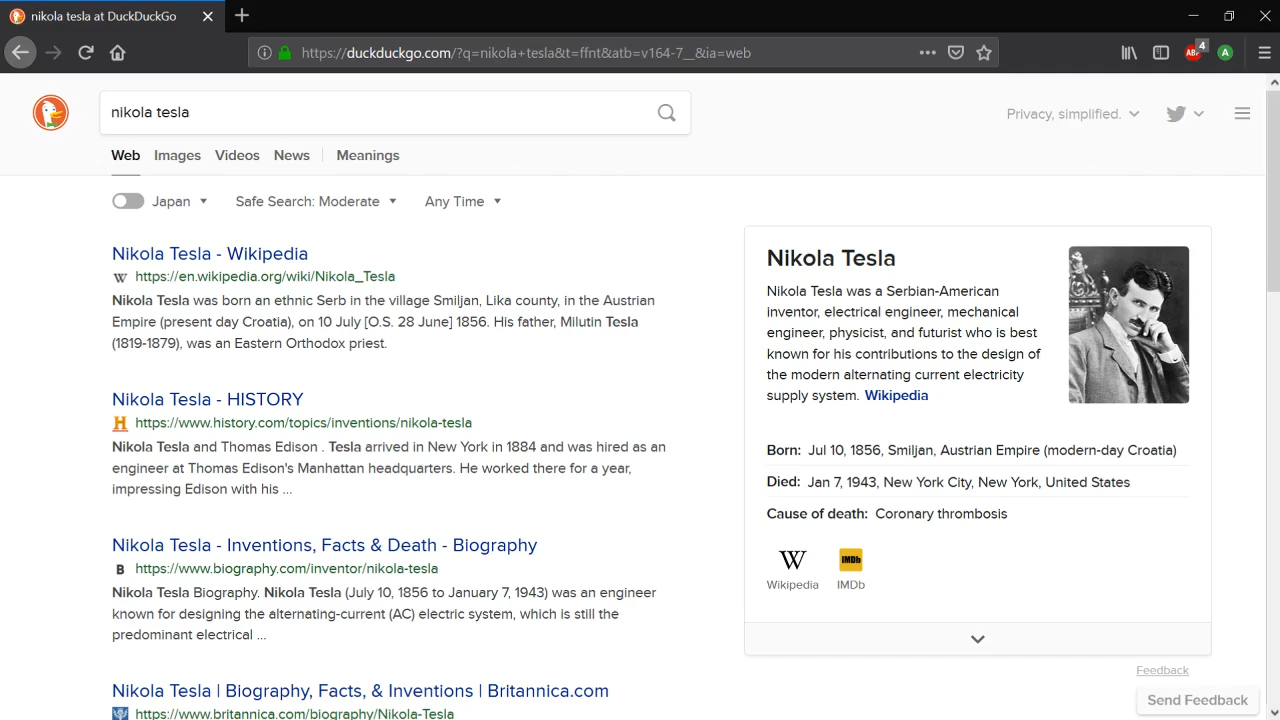 nikola tesla at DuckDuckGo
https://duckduckgo.com/?q=nikola+tesla&t=ffnt&atb=v164-7__&ia=web
ABP
4
A
nikola tesla
Privacy, simplified.
Web Images Videos News Meanings
Japan Safe Search: Moderate Any Time
Nikola Tesla - Wikipedia
W https://en.wikipedia.org/wiki/Nikola_Tesla
Nikola Tesla was born an ethnic Serb in the village Smiljan, Lika county, in the Austrian
Empire (present day Croatia), on 10 July [O.S. 28 June] 1856. His father, Milutin Tesla
(1819-1879), was an Eastern Orthodox priest.
Nikola Tesla - HISTORY
H https://www.history.com/topics/inventions/nikola-tesla
Nikola Tesla and Thomas Edison . Tesla arrived in New York in 1884 and was hired as an
engineer at Thomas Edison's Manhattan headquarters. He worked there for a year,
impressing Edison with his ...
Nikola Tesla - Inventions, Facts & Death - Biography
B https://www.biography.com/inventor/nikola-tesla
Nikola Tesla Biography. Nikola Tesla (July 10, 1856 to January 7, 1943) was an engineer
known for designing the alternating-current (AC) electric system, which is still the
predominant electrical ...
Nikola Tesla | Biography, Facts, & Inventions | Britannica.com
https://www.britannica.com/biography/Nikola-Tesla
Nikola Tesla
Nikola Tesla was a Serbian-American
inventor, electrical engineer, mechanical
engineer, physicist, and futurist who is best
known for his contributions to the design of
the modern alternating current electricity
supply system. Wikipedia
Born: Jul 10, 1856, Smiljan, Austrian Empire (modern-day Croatia)
Died: Jan 7, 1943, New York City, New York, United States
Cause of death: Coronary thrombosis
W IMDb
Wikipedia IMDb
Feedback
Send Feedback